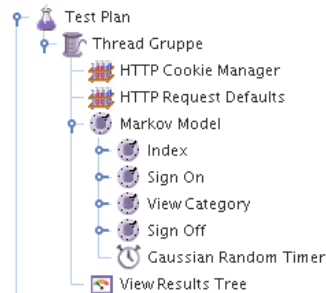 Test Plan
Thread Gruppe
HTTP Cookie Manager
HTTP Request Defaults
Markov Model
Index
Sign On
View Category
Sign Off
Gaussian Random Timer
View Results Tree